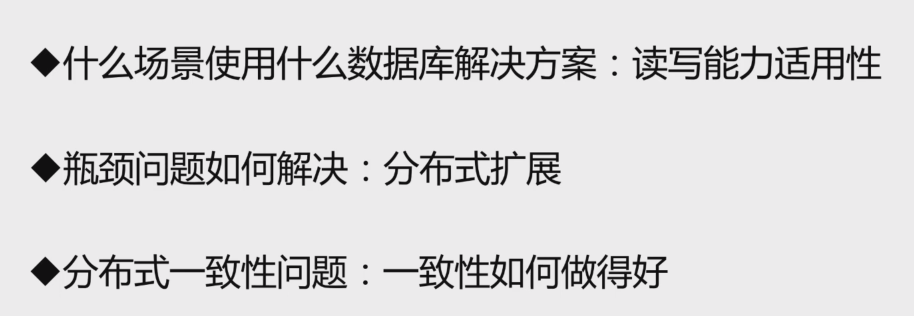 ◆什么场景使用什么数据库解决方案：读写能力适用性
◆瓶颈问题如何解决：分布式扩展
◆分布式一致性问题：一致性如何做得好